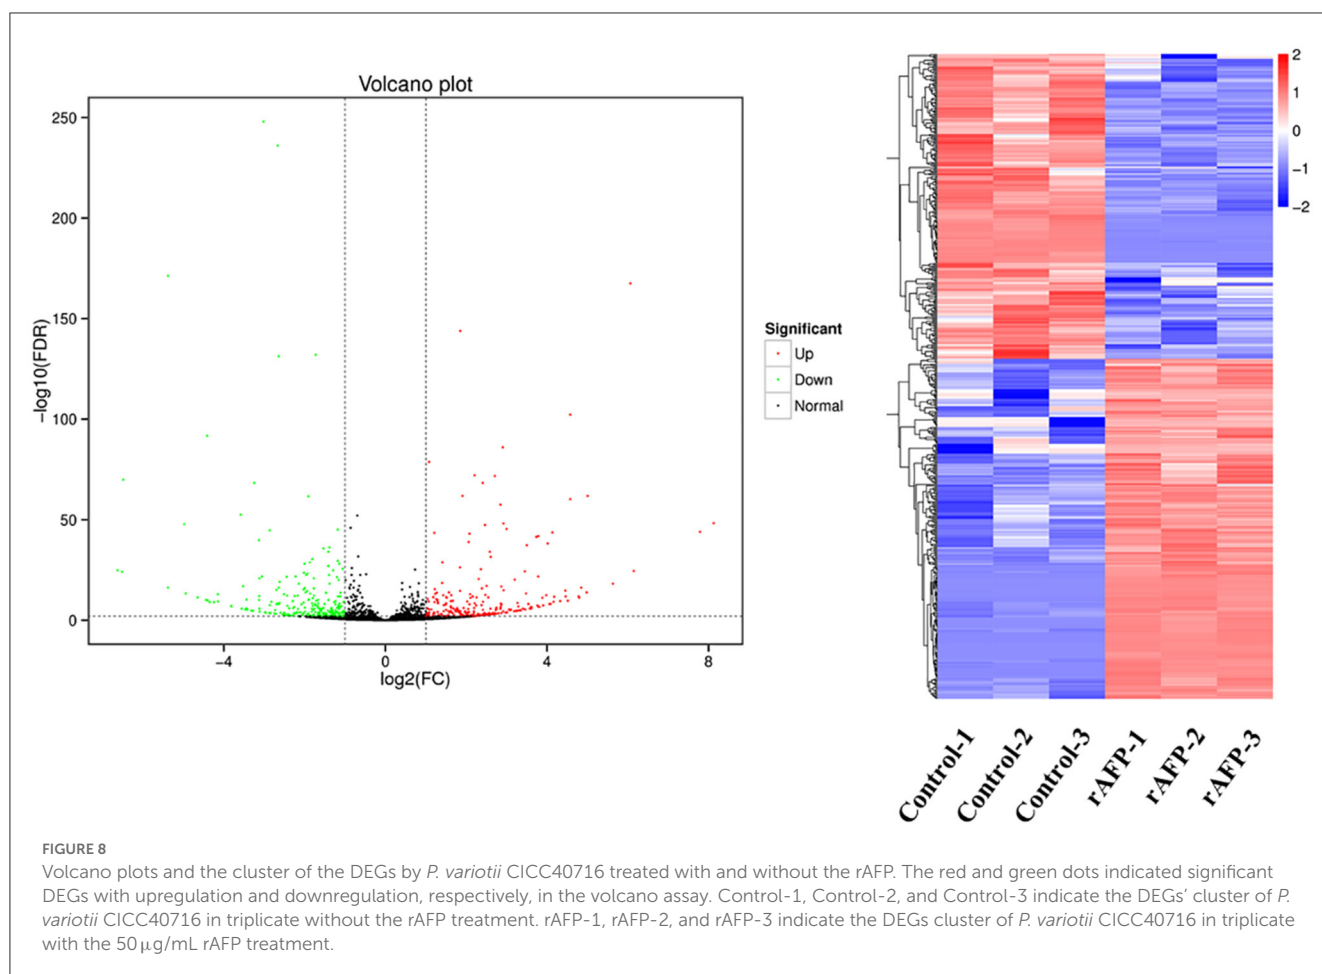 Volcano plot
250
200
150
100
50
0
−log10(FDR)
−4
0
4
8
log2(FC)
Significant
Up
Down
Normal
2
1
0
−1
−2
Control-1
Control-2
Control-3
rAFP-1
rAFP-2
rAFP-3
FIGURE 8
Volcano plots and the cluster of the DEGs by P. variotii CICC40716 treated with and without the rAFP. The red and green dots indicated significant
DEGs with upregulation and downregulation, respectively, in the volcano assay. Control-1, Control-2, and Control-3 indicate the DEGs’ cluster of P.
variotii CICC40716 in triplicate without the rAFP treatment. rAFP-1, rAFP-2, and rAFP-3 indicate the DEGs cluster of P. variotii CICC40716 in triplicate
with the 50 μg/mL rAFP treatment.